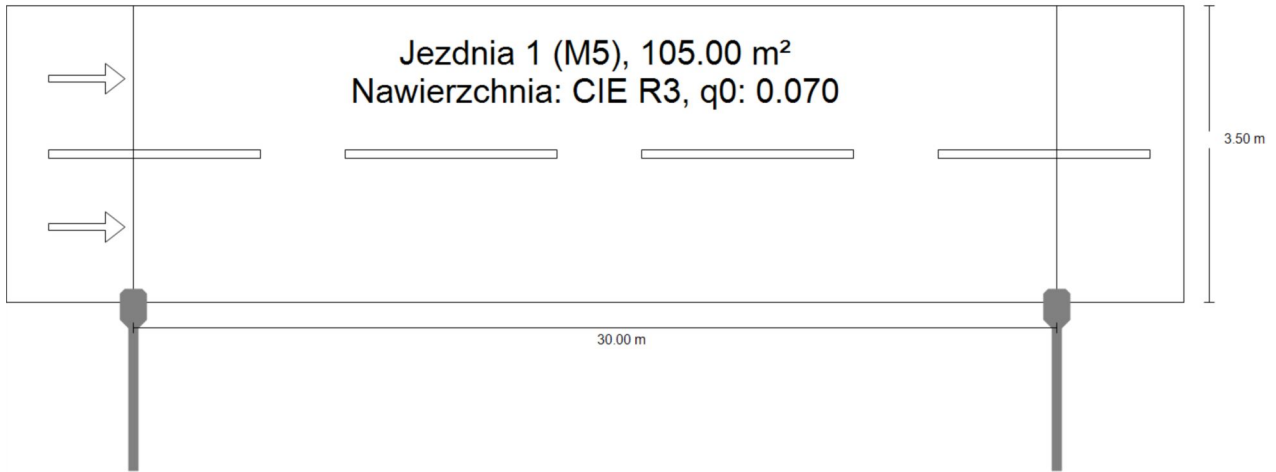 Jezdnia 1 (M5), 105.00 m²
Nawierzchnia: CIE R3, q0: 0.070
3.50 m
30.00 m